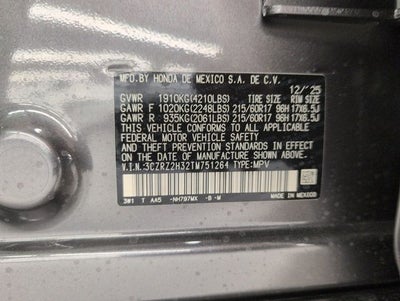 MFD.BY HONDA DE MEXICO S.A. DE C.V. 12/'25
GVWR 1910KG(4210LBS) TIRE SIZE RIM SIZE
GAWR F 1020KG(2248LBS) 215/60R17 96H 17X6.5J
GAWR R 935KG(2061LBS) 215/60R17 96H 17X6.5J
THIS VEHICLE CONFORMS TO ALL APPLICABLE
FEDERAL MOTOR VEHICLE SAFETY AND
THEFT PREVENTION STANDARDS IN EFFECT
ON THE DATE OF MANUFACTURE SHOWN ABOVE.
V.I.N.:3CZRZ2H32TM751264 TYPE:MPV
3W1 T AA5 -NH797MX -B -M
MADE IN MEXICO